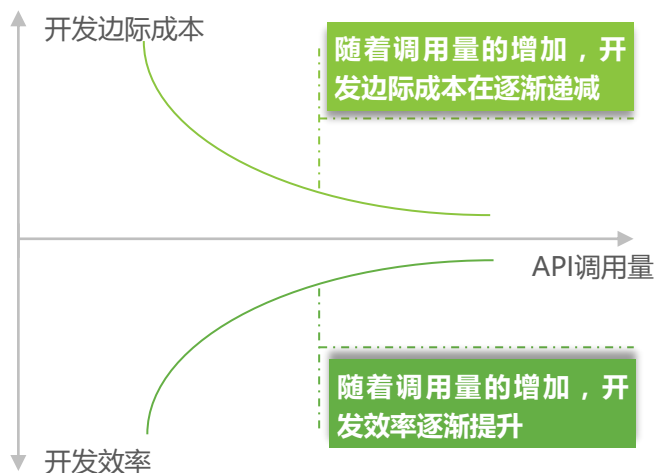 开发边际成本
随着调用量的增加，开
发边际成本在逐渐递减
API调用量
随着调用量的增加，开
发效率逐渐提升
开发效率